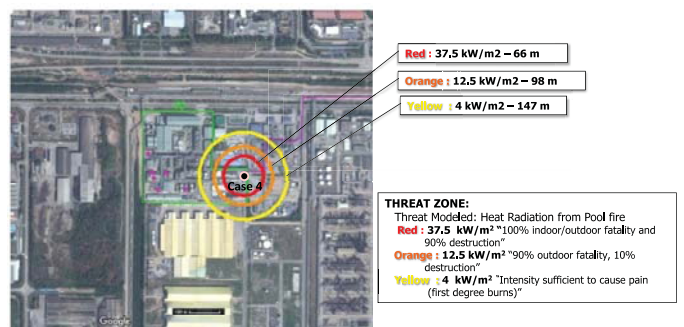 Red : 37.5 kW/m2 – 66 m
Orange : 12.5 kW/m2 – 98 m
Yellow : 4 kW/m2 – 147 m
Case 4
THREAT ZONE:
Threat Modeled: Heat Radiation from Pool fire
Red : 37.5 kW/m² "100% indoor/outdoor fatality and
90% destruction"
Orange : 12.5 kW/m² "90% outdoor fatality, 10%
destruction"
Yellow : 4 kW/m² "Intensity sufficient to cause pain
(first degree burns)"
Google